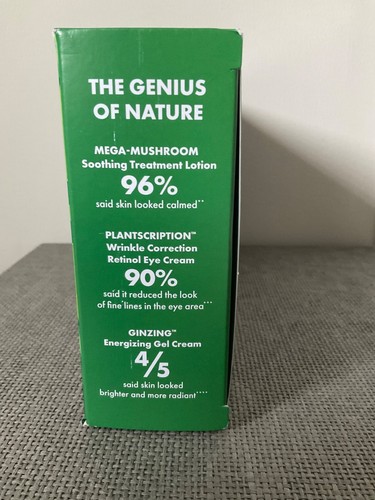 THE GENIUS
OF NATURE
MEGA-MUSHROOM
Soothing Treatment Lotion
96%
said skin looked calmed**
PLANTSCRIPTION™
Wrinkle Correction
Retinol Eye Cream
90%
said it reduced the look
of fine lines in the eye area***
GINZING™
Energizing Gel Cream
4/5
said skin looked
brighter and more radiant****